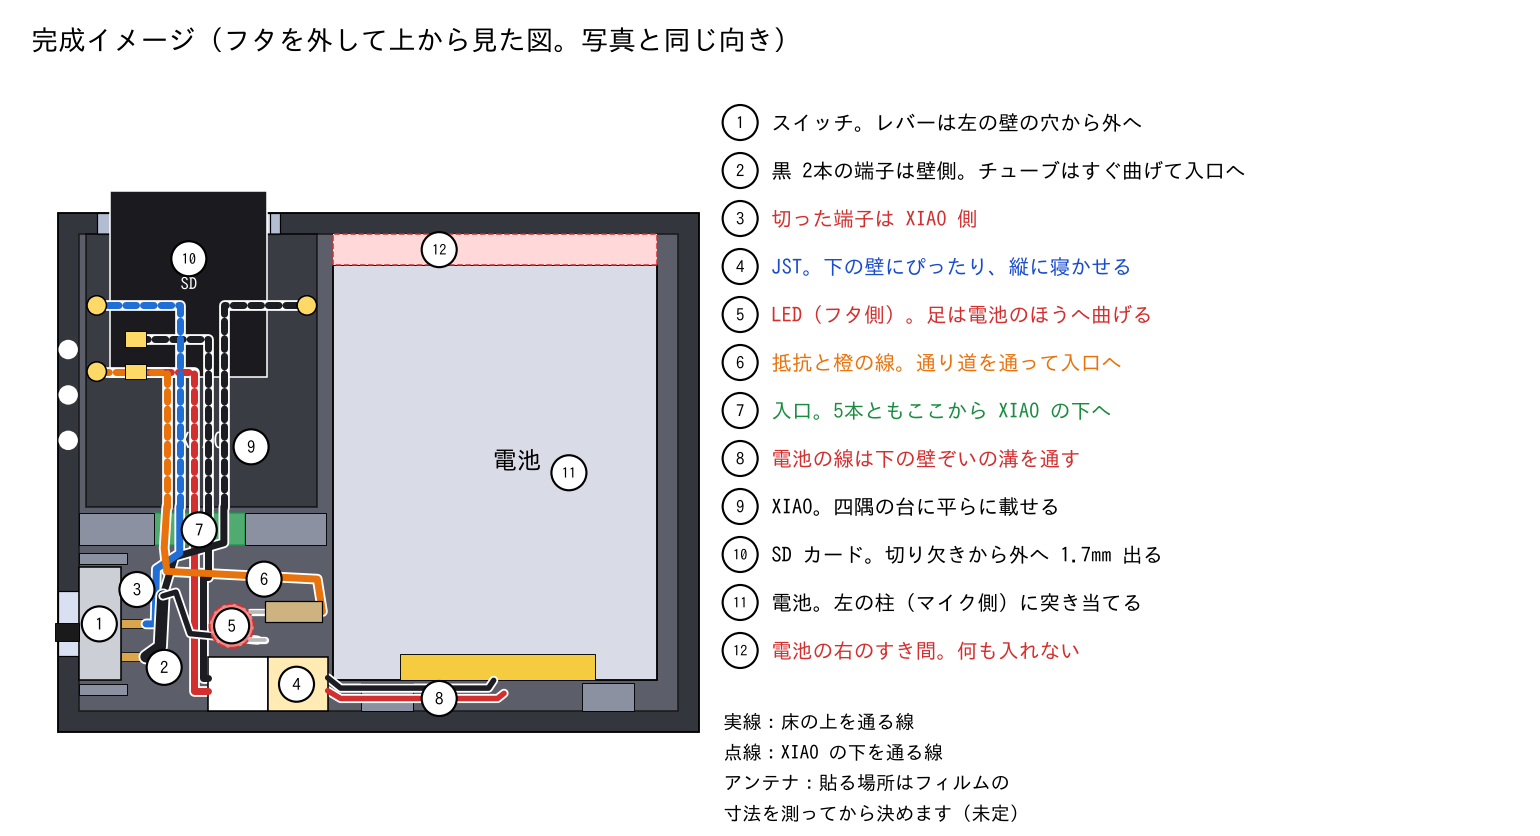 完成イメージ（フタを外して上から見た図。写真と同じ向き）
① スイッチ。レバーは左の壁の穴から外へ
② 黒 2本の端子は壁側。チューブはすぐ曲げて入口へ
③ 切った端子は XIAO 側
④ JST。下の壁にぴったり、縦に寝かせる
⑤ LED（フタ側）。足は電池のほうへ曲げる
⑥ 抵抗と橙の線。通り道を通って入口へ
⑦ 入口。5本ともここから XIAO の下へ
⑧ 電池の線は下の壁ぞいの溝を通す
⑨ XIAO。四隅の台に平らに載せる
⑩ SD カード。切り欠きから外へ 1.7mm 出る
⑪ 電池。左の柱（マイク側）に突き当てる
⑫ 電池の右のすき間。何も入れない
実線：床の上を通る線
点線：XIAO の下を通る線
アンテナ：貼る場所はフィルムの
寸法を測ってから決めます（未定）
⑫
⑩
SD
⑨
電池 ⑪
⑦
⑥
③
①
⑤
②
④
⑧